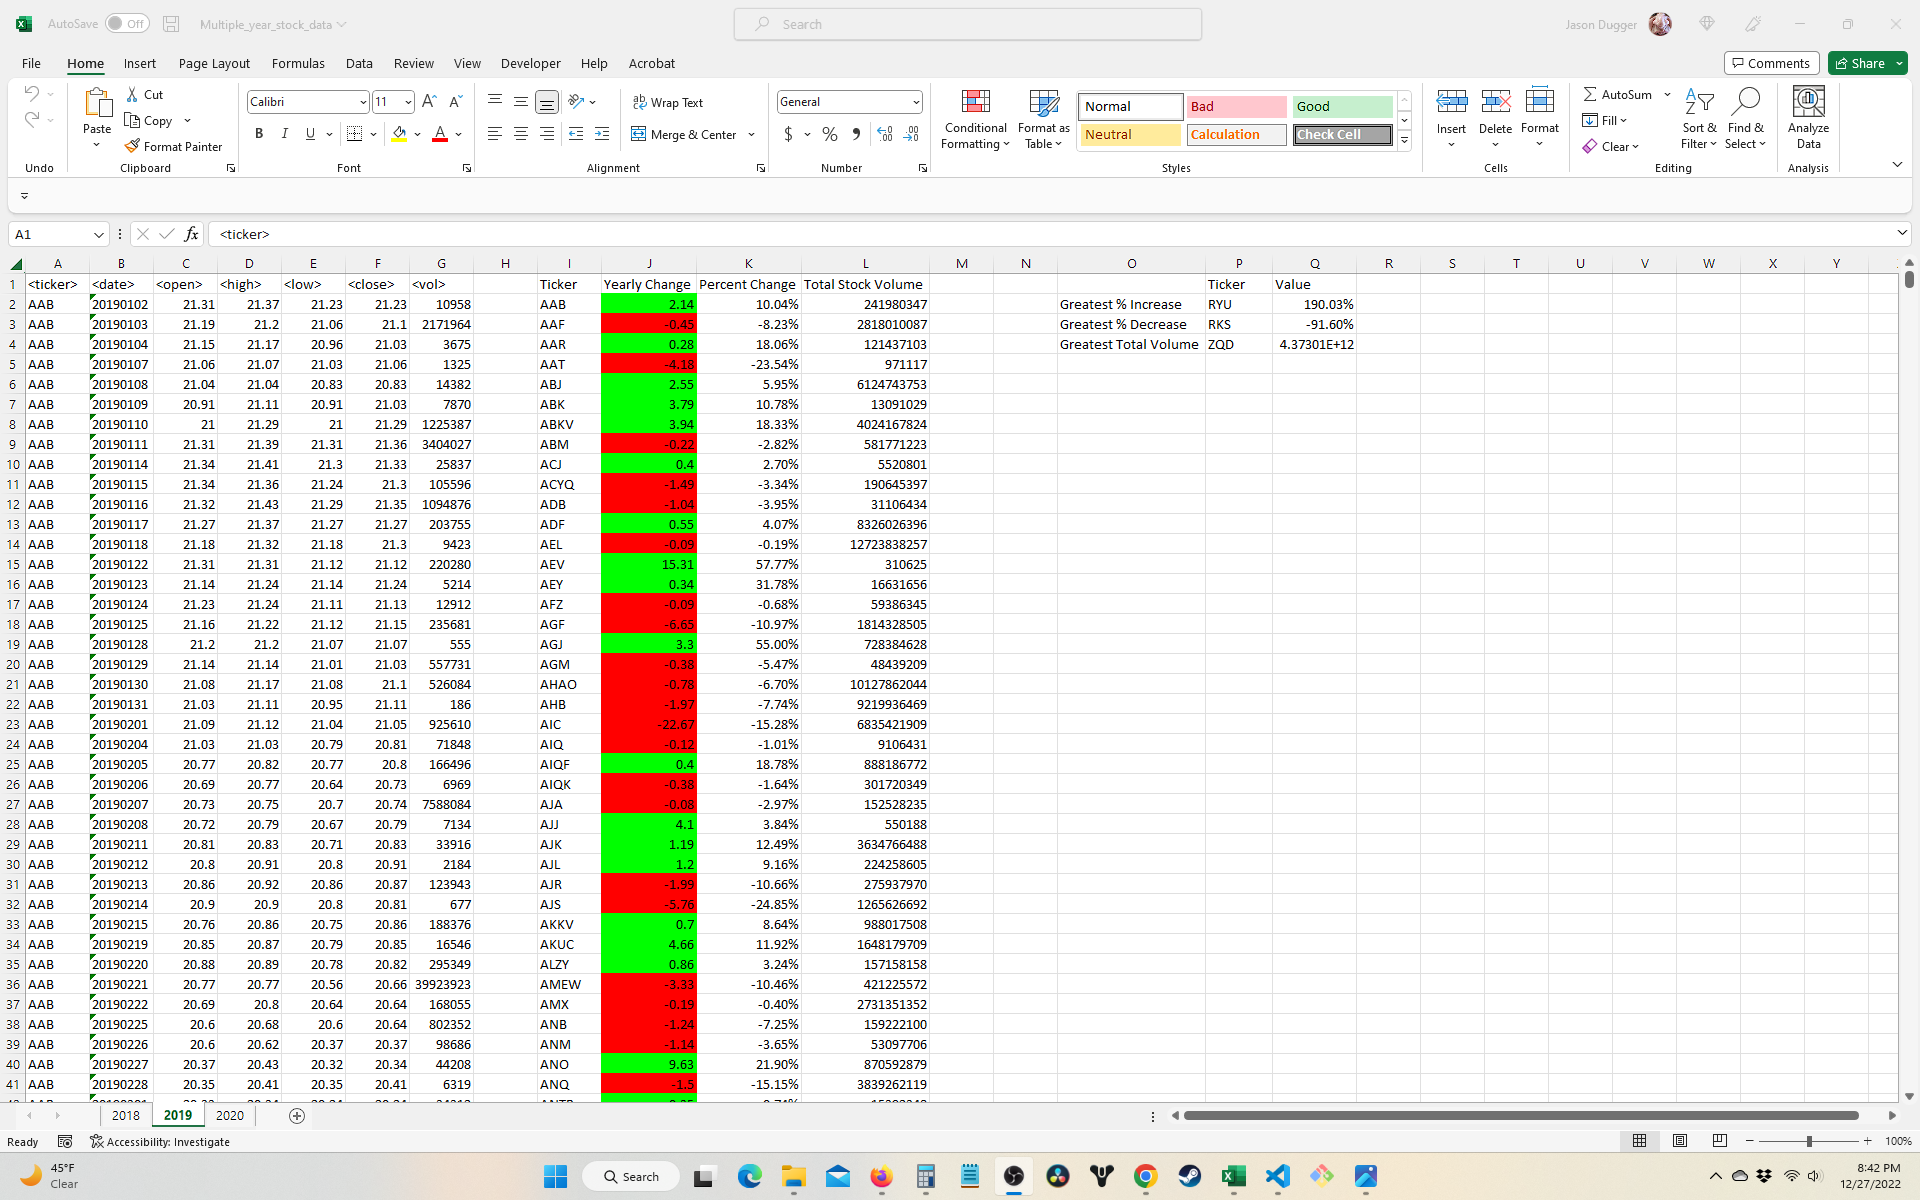 AutoSave Off Multiple_year_stock_data Search Jason Dugger
File Home Insert Page Layout Formulas Data Review View Developer Help Acrobat Comments Share
Cut Calibri 11 Wrap Text General Normal Bad Good AutoSum
Paste Copy Format Painter B I U Merge & Center $ % Conditional Formatting Format as Table Neutral Calculation Check Cell Insert Delete Format Fill Clear Sort & Filter Find & Select Analyze Data
Undo Clipboard Font Alignment Number Styles Cells Editing Analysis
A1 fx <ticker>
A B C D E F G H I J K L M N O P Q R S T U V W X Y
1 <ticker> <date> <open> <high> <low> <close> <vol> Ticker Yearly Change Percent Change Total Stock Volume Ticker Value
2 AAB 20190102 21.31 21.37 21.23 21.23 10958 AAB 2.14 10.04% 241980347 Greatest % Increase RYU 190.03%
3 AAB 20190103 21.19 21.2 21.06 21.1 2171964 AAF -0.45 -8.23% 2818010087 Greatest % Decrease RKS -91.60%
4 AAB 20190104 21.15 21.17 20.96 21.03 3675 AAR 0.28 18.06% 121437103 Greatest Total Volume ZQD 4.37301E+12
5 AAB 20190107 21.06 21.07 21.03 21.06 1325 AAT -4.18 -23.54% 971117
6 AAB 20190108 21.04 21.04 20.83 20.83 14382 ABJ 2.55 5.95% 6124743753
7 AAB 20190109 20.91 21.11 20.91 21.03 7870 ABK 3.79 10.78% 13091029
8 AAB 20190110 21 21.29 21 21.29 1225387 ABKV 3.94 18.33% 4024167824
9 AAB 20190111 21.31 21.39 21.31 21.36 3404027 ABM -0.22 -2.82% 581771223
10 AAB 20190114 21.34 21.41 21.3 21.33 25837 ACJ 0.4 2.70% 5520801
11 AAB 20190115 21.34 21.36 21.24 21.3 105596 ACYQ -1.49 -3.34% 190645397
12 AAB 20190116 21.32 21.43 21.29 21.35 1094876 ADB -1.04 -3.95% 31106434
13 AAB 20190117 21.27 21.37 21.27 21.27 203755 ADF 0.55 4.07% 8326026396
14 AAB 20190118 21.18 21.32 21.18 21.3 9423 AEL -0.09 -0.19% 12723838257
15 AAB 20190122 21.31 21.31 21.12 21.12 220280 AEV 15.31 57.77% 310625
16 AAB 20190123 21.14 21.24 21.14 21.24 5214 AEY 0.34 31.78% 16631656
17 AAB 20190124 21.23 21.24 21.11 21.13 12912 AFZ -0.09 -0.68% 59386345
18 AAB 20190125 21.16 21.22 21.12 21.15 235681 AGF -6.65 -10.97% 1814328505
19 AAB 20190128 21.2 21.2 21.07 21.07 555 AGJ 3.3 55.00% 728384628
20 AAB 20190129 21.14 21.14 21.01 21.03 557731 AGM -0.38 -5.47% 48439209
21 AAB 20190130 21.08 21.17 21.08 21.1 526084 AHAO -0.78 -6.70% 10127862044
22 AAB 20190131 21.03 21.11 20.95 21.11 186 AHB -1.97 -7.74% 9219936469
23 AAB 20190201 21.09 21.12 21.04 21.05 925610 AIC -22.67 -15.28% 6835421909
24 AAB 20190204 21.03 21.03 20.79 20.81 71848 AIQ -0.12 -1.01% 9106431
25 AAB 20190205 20.77 20.82 20.77 20.8 166496 AIQF 0.4 18.78% 888186772
26 AAB 20190206 20.69 20.77 20.64 20.73 6969 AIQK -0.38 -1.64% 301720349
27 AAB 20190207 20.73 20.75 20.7 20.74 7588084 AJA -0.08 -2.97% 152528235
28 AAB 20190208 20.72 20.79 20.67 20.79 7134 AJJ 4.1 3.84% 550188
29 AAB 20190211 20.81 20.83 20.71 20.83 33916 AJK 1.19 12.49% 3634766488
30 AAB 20190212 20.8 20.91 20.8 20.91 2184 AJL 1.2 9.16% 224258605
31 AAB 20190213 20.86 20.92 20.86 20.87 123943 AJR -1.99 -10.66% 275937970
32 AAB 20190214 20.9 20.9 20.8 20.81 677 AJS -5.76 -24.85% 1265626692
33 AAB 20190215 20.76 20.86 20.75 20.86 188376 AKKV 0.7 8.64% 988017508
34 AAB 20190219 20.85 20.87 20.79 20.85 16546 AKUC 4.66 11.92% 1648179709
35 AAB 20190220 20.88 20.89 20.78 20.82 295349 ALZY 0.86 3.24% 157158158
36 AAB 20190221 20.77 20.77 20.56 20.66 39923923 AMEW -3.33 -10.46% 421225572
37 AAB 20190222 20.69 20.8 20.64 20.64 168055 AMX -0.19 -0.40% 2731351352
38 AAB 20190225 20.6 20.68 20.6 20.64 802352 ANB -1.24 -7.25% 159222100
39 AAB 20190226 20.6 20.62 20.37 20.37 98686 ANM -1.14 -3.65% 53097706
40 AAB 20190227 20.37 20.43 20.32 20.34 44208 ANO 9.63 21.90% 870592879
41 AAB 20190228 20.35 20.41 20.35 20.41 6319 ANQ -1.5 -15.15% 3839262119
2018 2019 2020
Ready Accessibility: Investigate 100%
45°F
Clear
Search
8:42 PM
12/27/2022